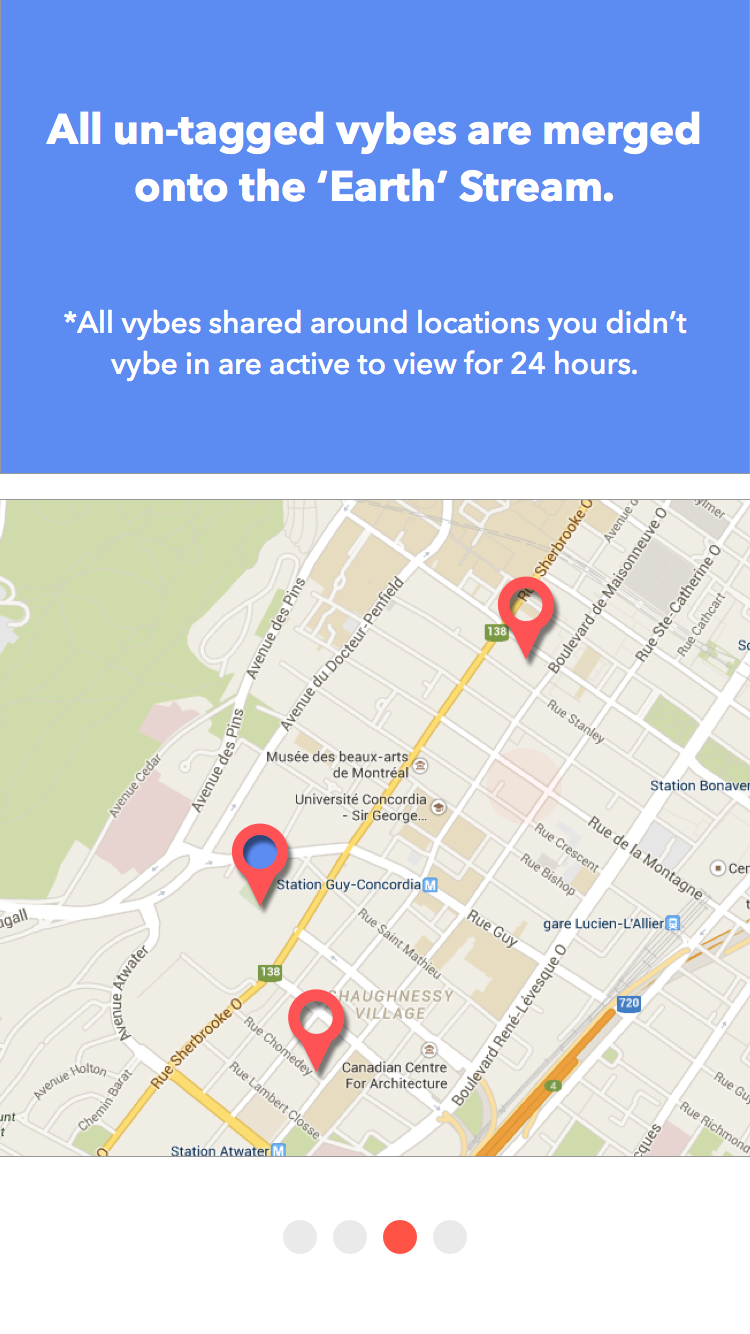 All un-tagged vybes are merged
onto the ‘Earth’ Stream.
*All vybes shared around locations you didn’t
vybe in are active to view for 24 hours.
Rue Sherbrooke O
Avenue
Boulevard de Maisonneuve O
Rue Ste-Catherine O
Rue Cathcart
138
Avenue des Pins
Avenue du Docteur-Penfield
Rue Stanley
Avenue des Pins
Musée des beaux-arts
de Montréal
Avenue Cedar
Station Bonaven
Université Concordia
- Sir George...
Rue de la Montagne
Rue Crescent
Rue Bishop
Cen
Station Guy-Concordia M
Rue Guy
gare Lucien-L'Allier
Rue Saint Mathieu
Avenue Atwater
138
SHAUGHNESSY
VILLAGE
Boulevard René-Lévesque O
720
Rue Sherbrooke O
Rue Chomedey
Canadian Centre
For Architecture
Avenue Holton
Chemin Barat
Rue Lambert Closse
4
Rue Guy
Rue Richmond
Station Atwater M